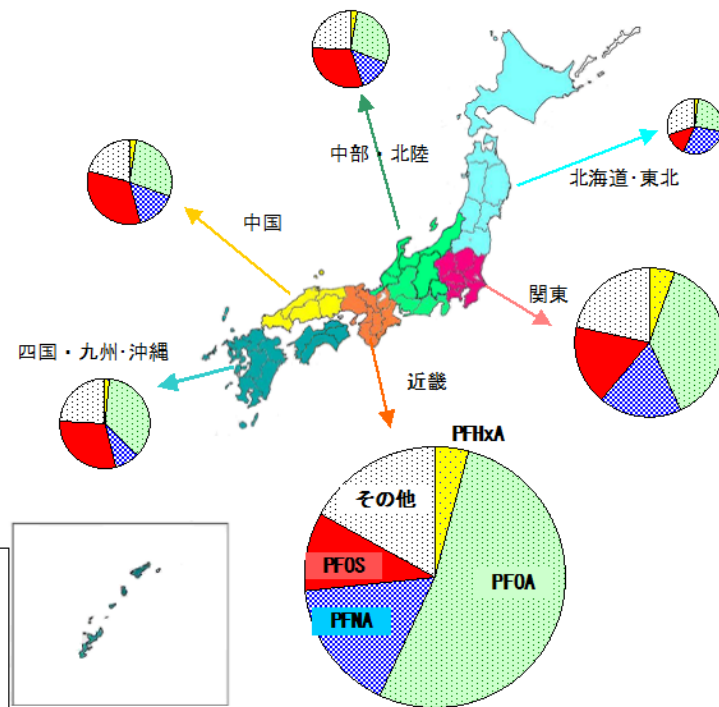 中部・北陸
北海道・東北
中国
関東
四国・九州・沖縄
近畿
PFHxA
その他
PFOS
PFOA
PFNA